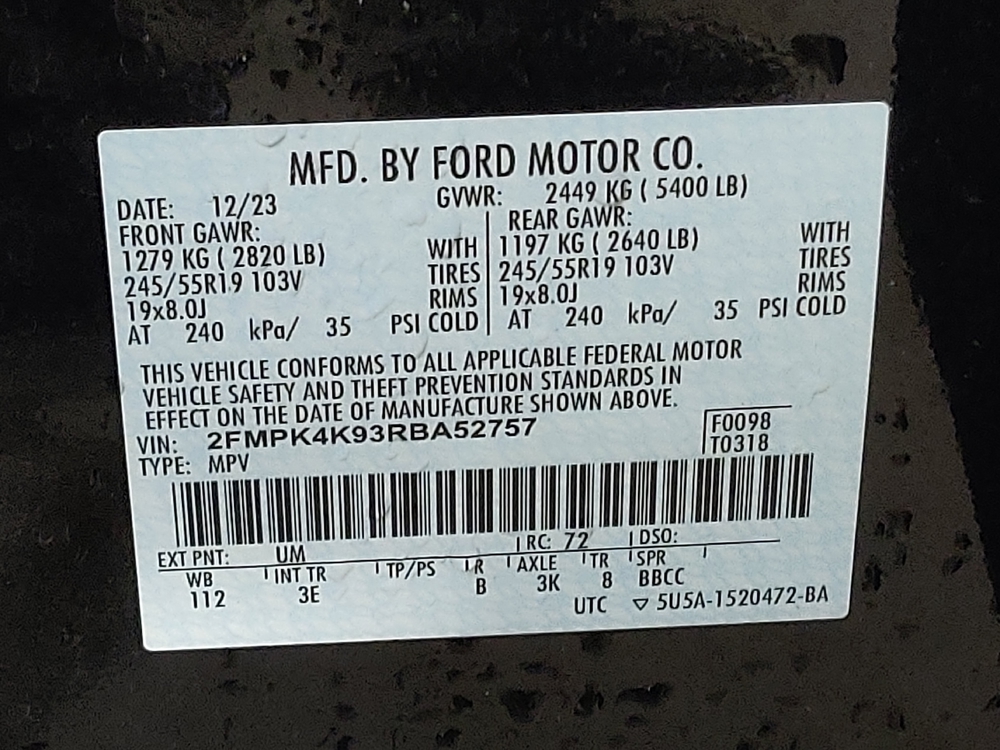 MFD. BY FORD MOTOR CO.
DATE: 12/23 GVWR: 2449 KG ( 5400 LB)
FRONT GAWR: REAR GAWR:
1279 KG ( 2820 LB) WITH 1197 KG ( 2640 LB) WITH
245/55R19 103V TIRES 245/55R19 103V TIRES
19x8.0J RIMS 19x8.0J RIMS
AT 240 kPa/ 35 PSI COLD AT 240 kPa/ 35 PSI COLD
THIS VEHICLE CONFORMS TO ALL APPLICABLE FEDERAL MOTOR
VEHICLE SAFETY AND THEFT PREVENTION STANDARDS IN
EFFECT ON THE DATE OF MANUFACTURE SHOWN ABOVE.
VIN: 2FMPK4K93RBA52757 F0098
TYPE: MPV T0318
EXT PNT: UM RC: 72 DSO:
WB INT TR TP/PS R AXLE TR SPR
112 3E B 3K 8 BBCC
UTC ▽ 5U5A-1520472-BA